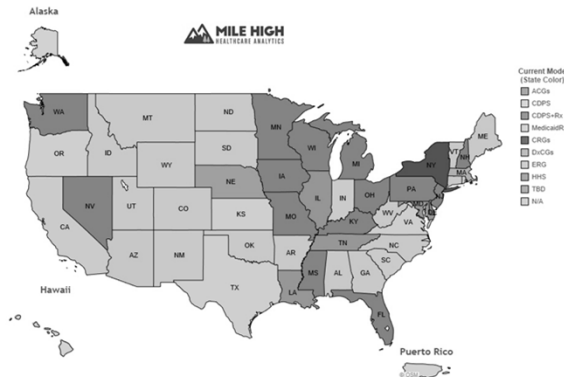 Alaska
MILE HIGH
HEALTHCARE ANALYTICS
Current Mode
(State Color)
ACGs
CDPS
CDPS+Rx
MedicaidR
CRGs
DxCGs
ERG
HHS
TBD
N/A
WA
MT
ND
MN
ME
OR
ID
SD
WI
VT
NH
WY
MI
NY
MA
NE
IA
PA
NJ
NV
UT
CO
IL
IN
OH
MD
CA
KS
MO
KY
WV
VA
AZ
NM
OK
AR
TN
NC
SC
TX
LA
MS
AL
GA
FL
Hawaii
Puerto Rico
© OSM